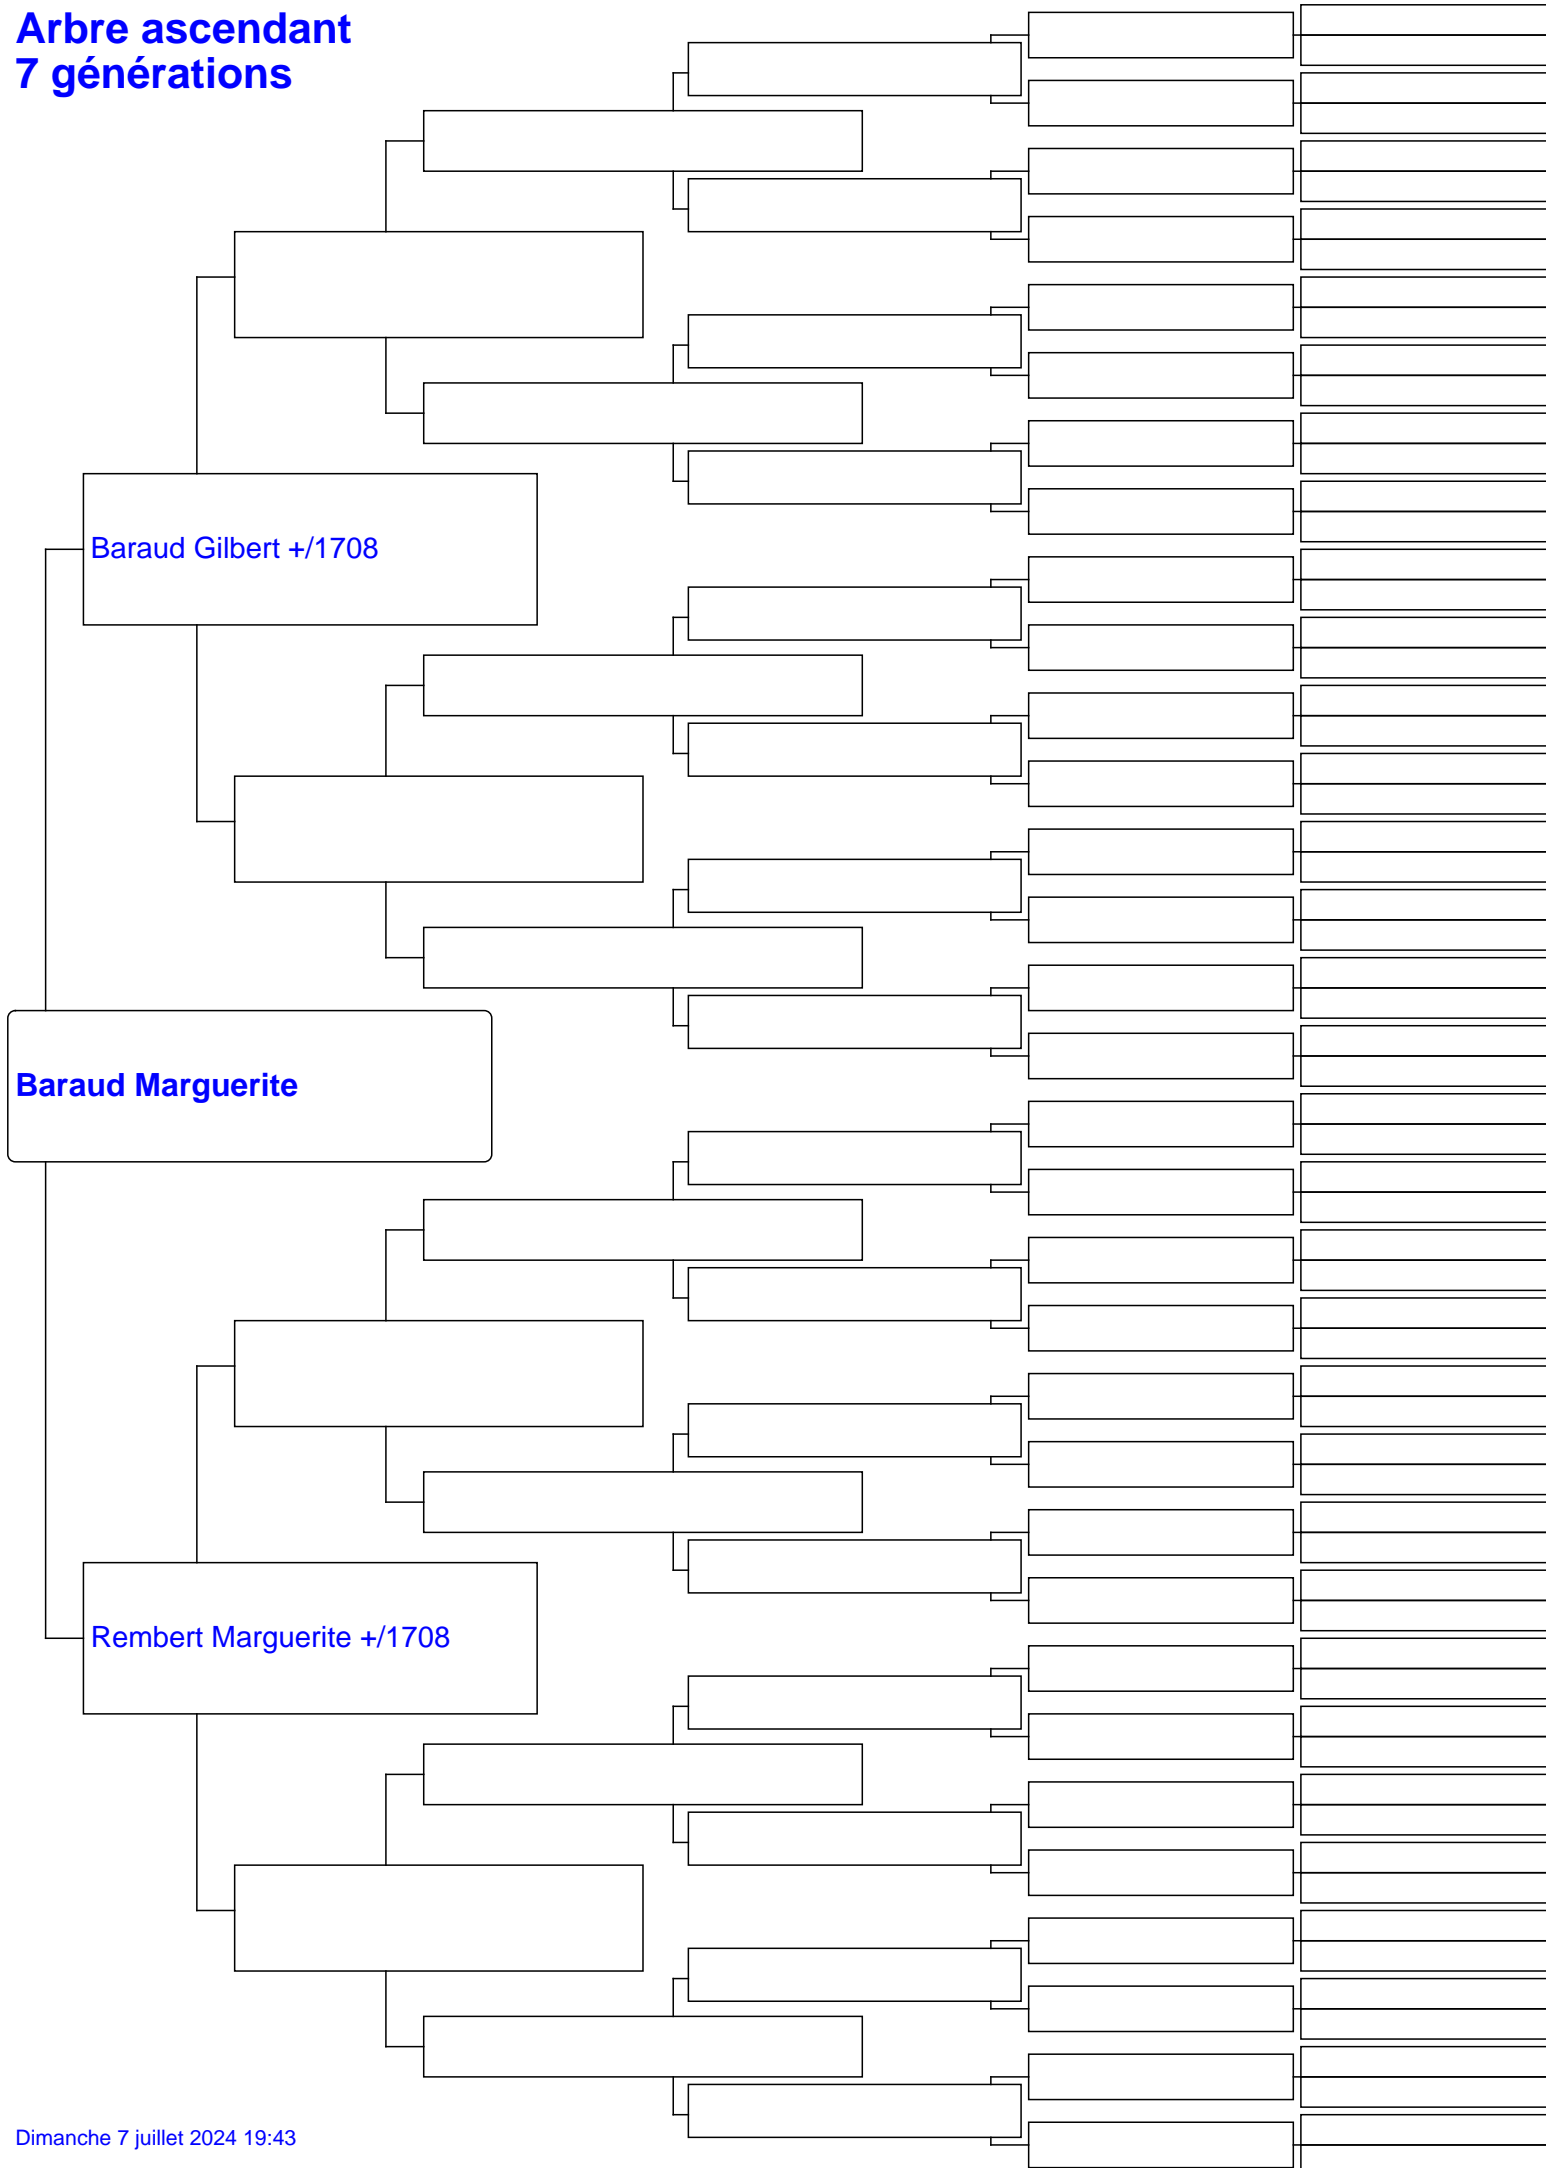 Arbre ascendant
7 générations
Baraud Gilbert +/1708
Baraud Marguerite
Rembert Marguerite +/1708
Dimanche 7 juillet 2024 19:43